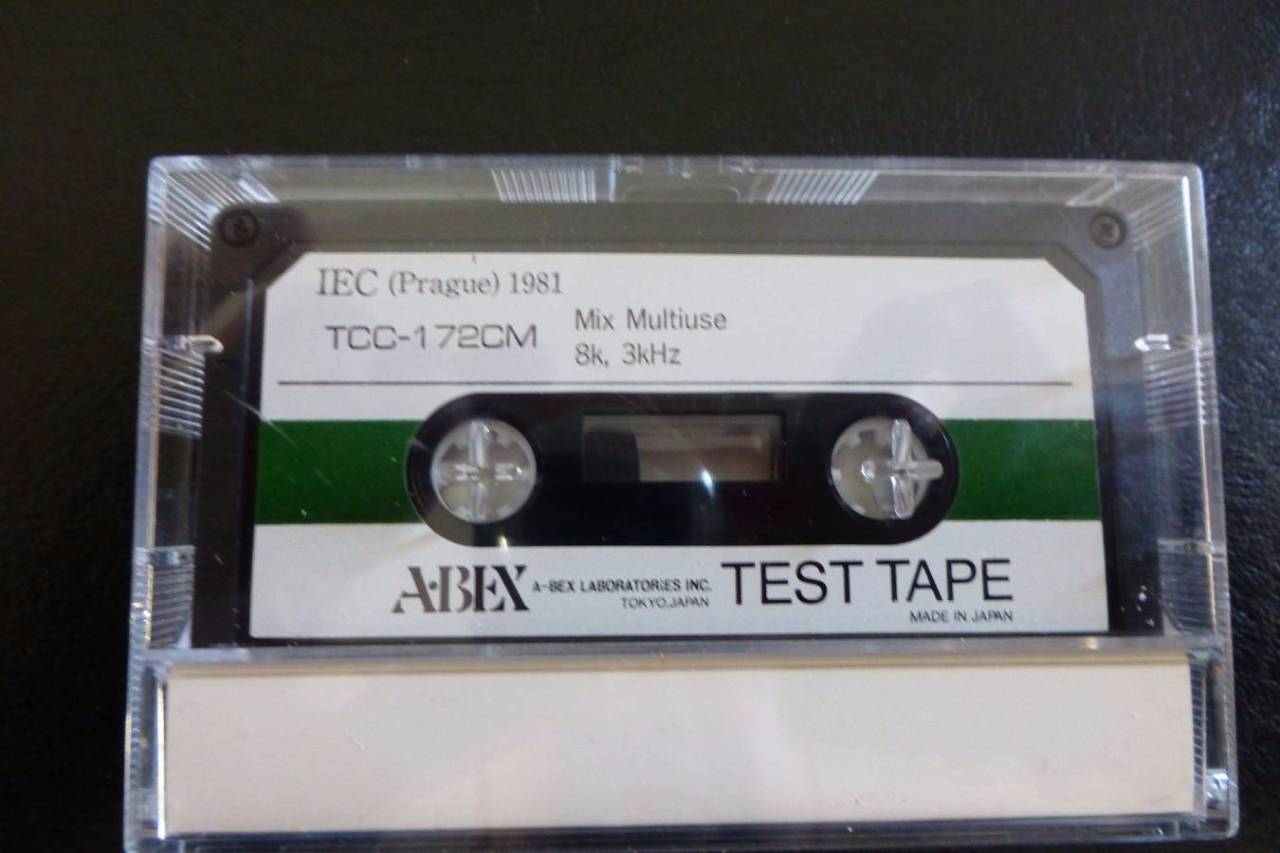 IEC (Prague) 1981
TCC-172CM
Mix Multiuse
8k, 3kHz
A-BEX A-BEX LABORATORIES INC. TEST TAPE
TOKYO.JAPAN
MADE IN JAPAN